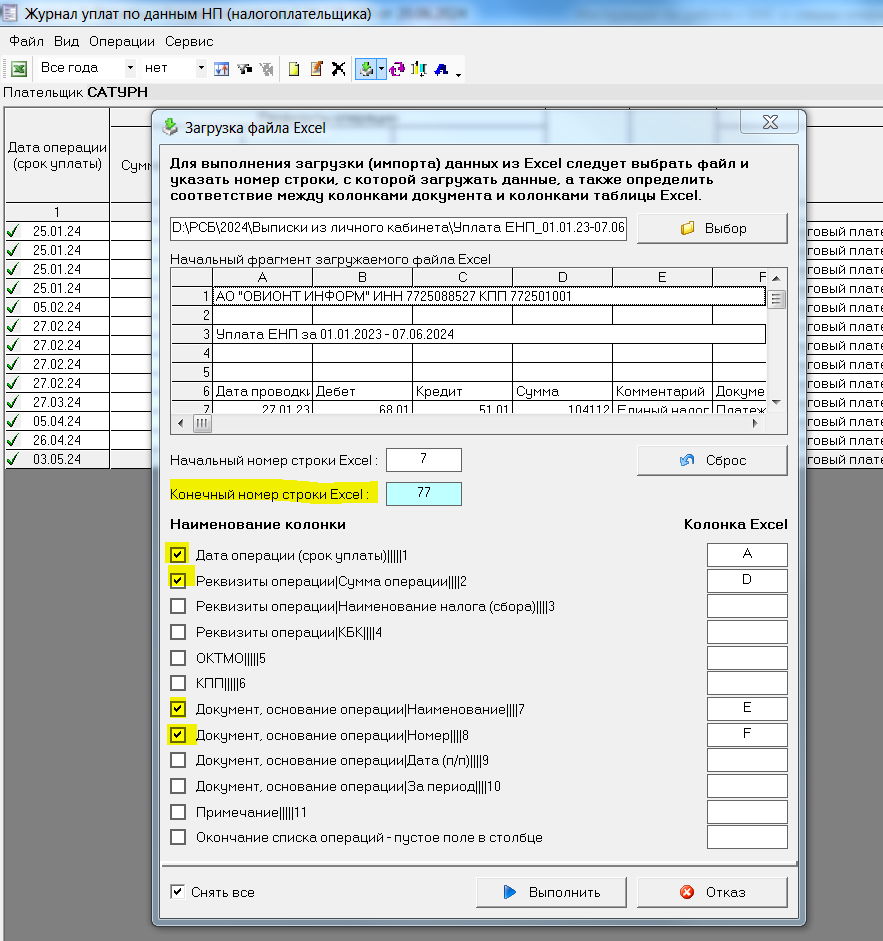 Журнал уплат по данным НП (налогоплательщика)
Файл Вид Операции Сервис
Все года нет
Плательщик САТУРН
Дата операции (срок уплаты)
Сумм
1
25.01.24
25.01.24
25.01.24
25.01.24
05.02.24
27.02.24
27.02.24
27.02.24
27.02.24
27.03.24
05.04.24
26.04.24
03.05.24
говый плате
говый плате
говый плате
говый плате
говый плате
говый плате
говый плате
говый плате
говый плате
говый плате
говый плате
говый плате
говый плате
Загрузка файла Excel
Для выполнения загрузки (импорта) данных из Excel следует выбрать файл и
указать номер строки, с которой загружать данные, а также определить
соответствие между колонками документа и колонками таблицы Excel.
D:\РСБ\2024\Выписки из личного кабинета\Уплата ЕНП_01.01.23-07.06
Выбор
Начальный фрагмент загружаемого файла Excel
A B C D E F
1 АО "ОВИОНТ ИНФОРМ" ИНН 7725088527 КПП 772501001
2
3 Уплата ЕНП за 01.01.2023 - 07.06.2024
4
5
6 Дата проводки Дебет Кредит Сумма Комментарий Докуме
7 27.01.23 68.01 51.01 104112 Единый налог Платеж
Начальный номер строки Excel : 7
Сброс
Конечный номер строки Excel : 77
Наименование колонки Колонка Excel
Дата операции (срок уплаты)|||||1 A
Реквизиты операции|Сумма операции||||2 D
Реквизиты операции|Наименование налога (сбора)||||3
Реквизиты операции|КБК||||4
ОКТМО|||||5
КПП|||||6
Документ, основание операции|Наименование||||7 E
Документ, основание операции|Номер||||8 F
Документ, основание операции|Дата (п/п)||||9
Документ, основание операции|За период||||10
Примечание|||||11
Окончание списка операций - пустое поле в столбце
Снять все
Выполнить
Отказ